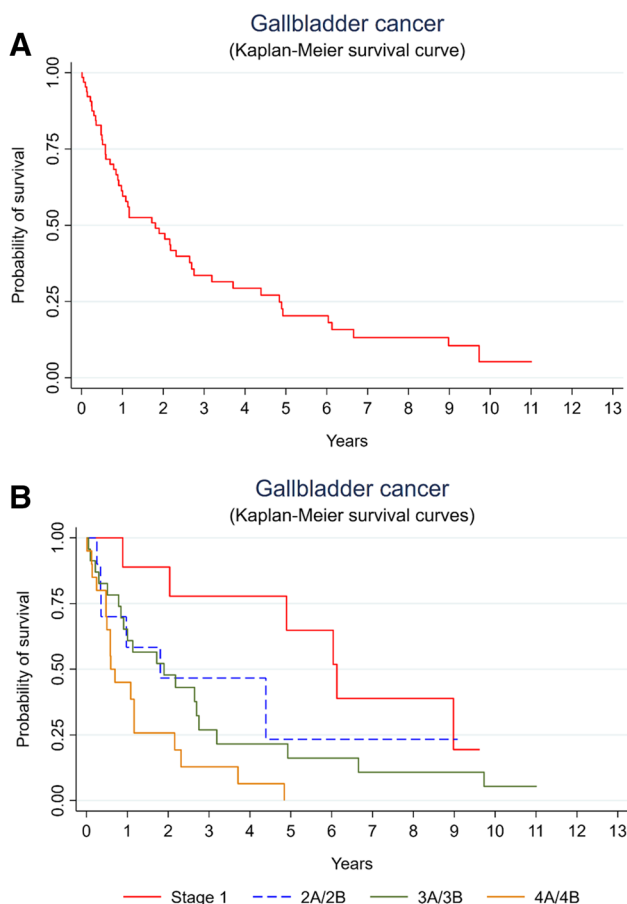 A
Gallbladder cancer
(Kaplan-Meier survival curve)
Probability of survival
1.00
0.75
0.50
0.25
0.00
0 1 2 3 4 5 6 7 8 9 10 11 12 13
Years
B
Gallbladder cancer
(Kaplan-Meier survival curves)
Probability of survival
1.00
0.75
0.50
0.25
0.00
0 1 2 3 4 5 6 7 8 9 10 11 12 13
Years
Stage 1 2A/2B 3A/3B 4A/4B